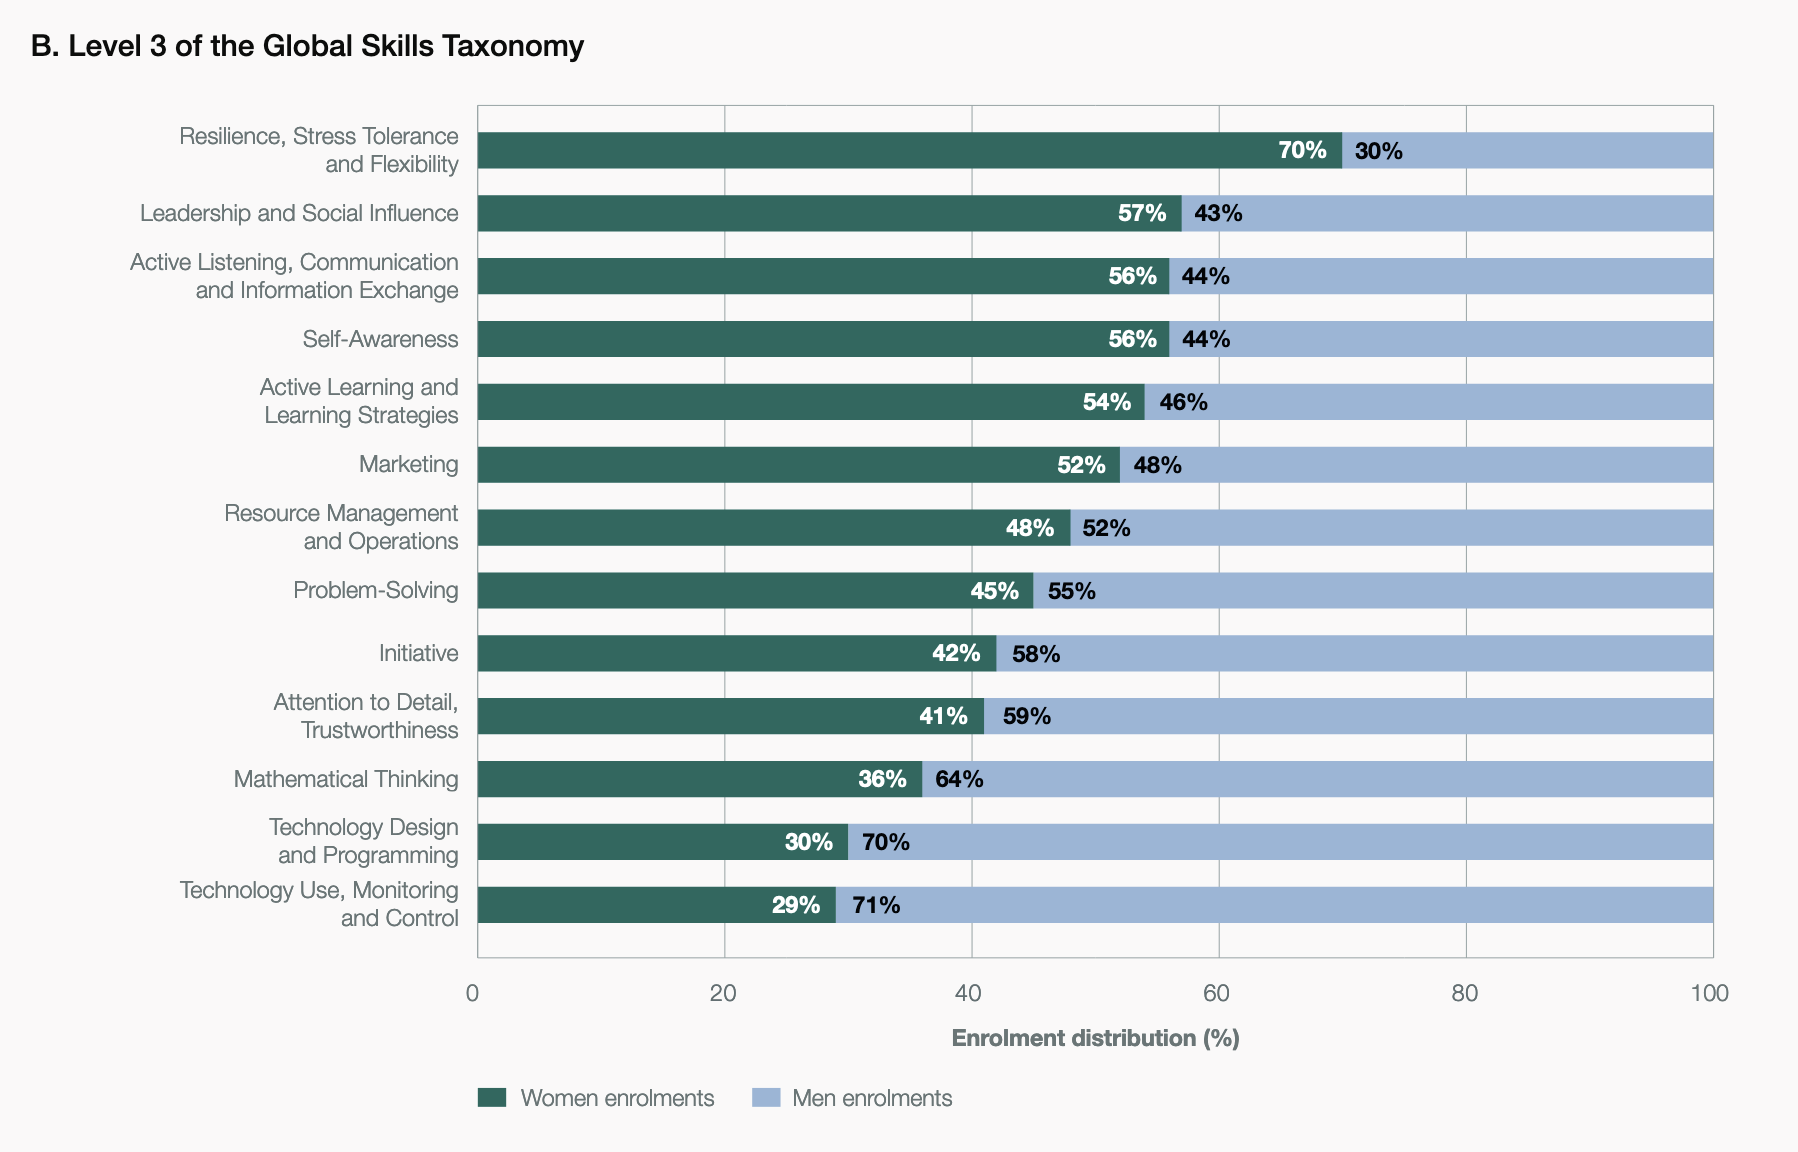 B. Level 3 of the Global Skills Taxonomy
Resilience, Stress Tolerance
and Flexibility
70% 30%
Leadership and Social Influence
57% 43%
Active Listening, Communication
and Information Exchange
56% 44%
Self-Awareness
56% 44%
Active Learning and
Learning Strategies
54% 46%
Marketing
52% 48%
Resource Management
and Operations
48% 52%
Problem-Solving
45% 55%
Initiative
42% 58%
Attention to Detail,
Trustworthiness
41% 59%
Mathematical Thinking
36% 64%
Technology Design
and Programming
30% 70%
Technology Use, Monitoring
and Control
29% 71%
0 20 40 60 80 100
Enrolment distribution (%)
Women enrolments Men enrolments